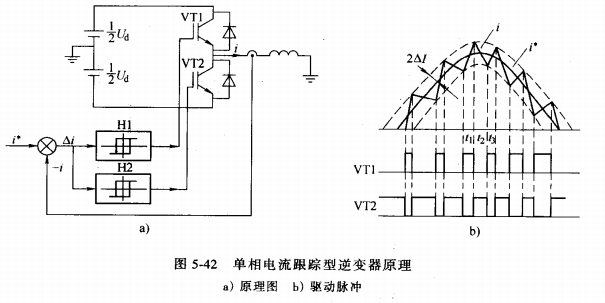 VT1
1/2 U_d
i
VT2
1/2 U_d
i*
Δi
H1
-i
H2
a)
i
i*
2ΔI
t₁ t₂ t₃
VT1
VT2
b)
图 5-42 单相电流跟踪型逆变器原理
a) 原理图 b) 驱动脉冲